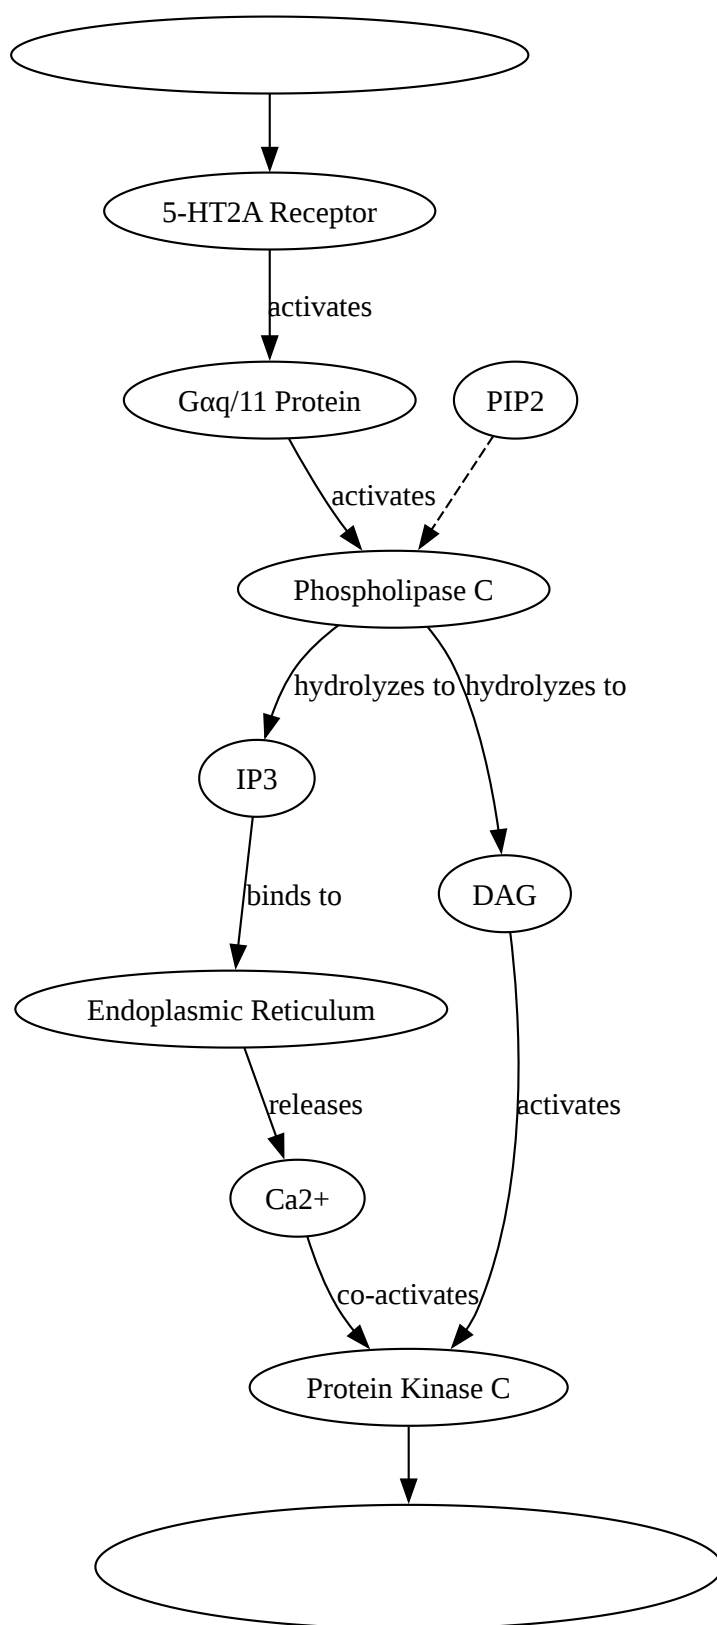 5-HT2A Receptor
activates
Gαq/11 Protein
PIP2
activates
Phospholipase C
hydrolyzes to
hydrolyzes to
IP3
DAG
binds to
Endoplasmic Reticulum
releases
activates
Ca2+
co-activates
Protein Kinase C